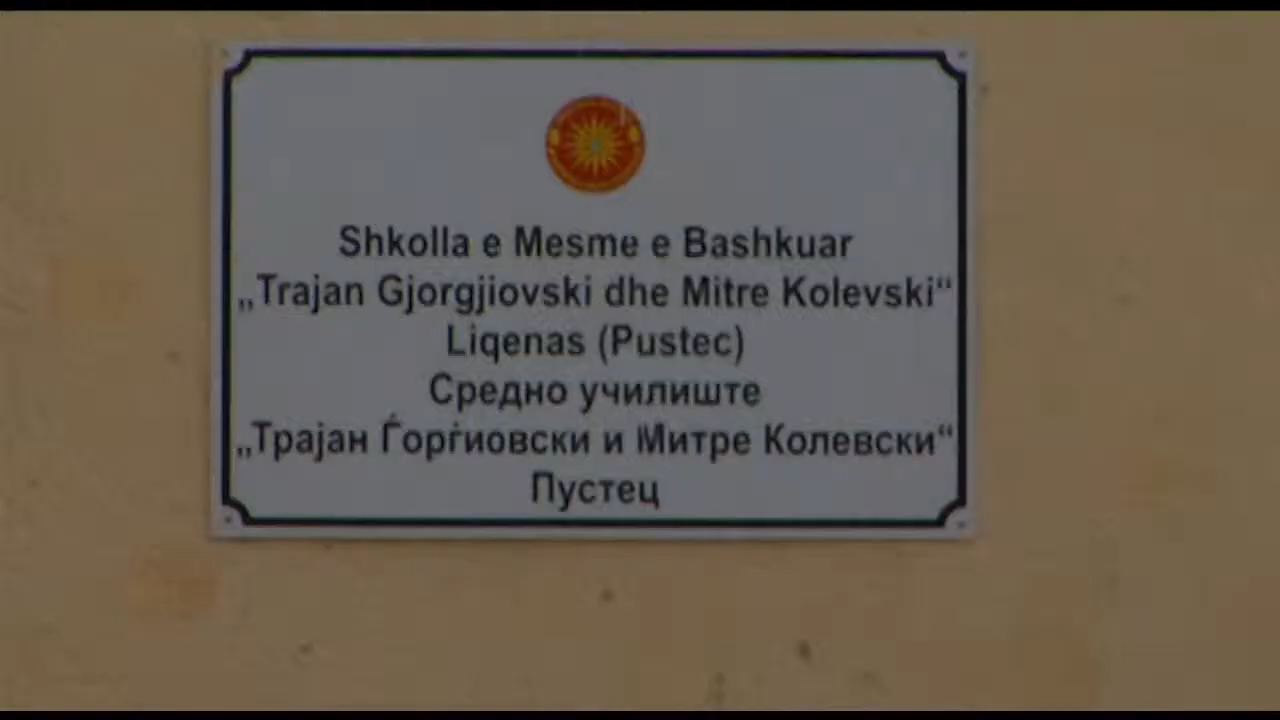 Shkolla e Mesme e Bashkuar
„Trajan Gjorgjiovski dhe Mitre Kolevski“
Liqenas (Pustec)
Средно училиште
„Трајан Ѓорѓиовски и Митре Колевски“
Пустец